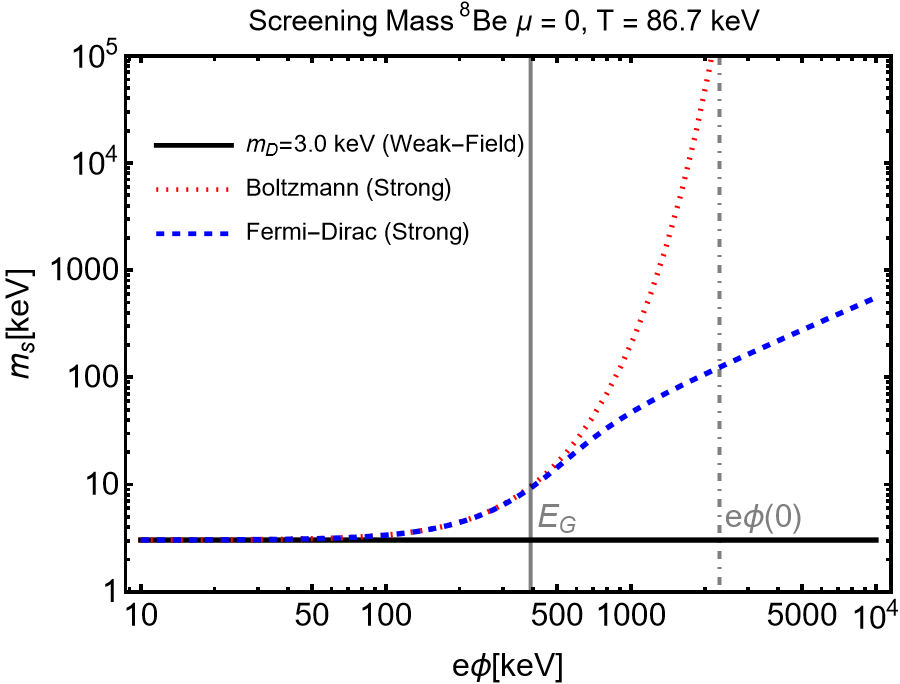 Screening Mass ⁸Be μ = 0, T = 86.7 keV
10⁵
10⁴
1000
100
10
1
mₛ[keV]
m_D=3.0 keV (Weak–Field)
Boltzmann (Strong)
Fermi–Dirac (Strong)
E_G
eϕ(0)
10 50 100 500 1000 5000 10⁴
eϕ[keV]